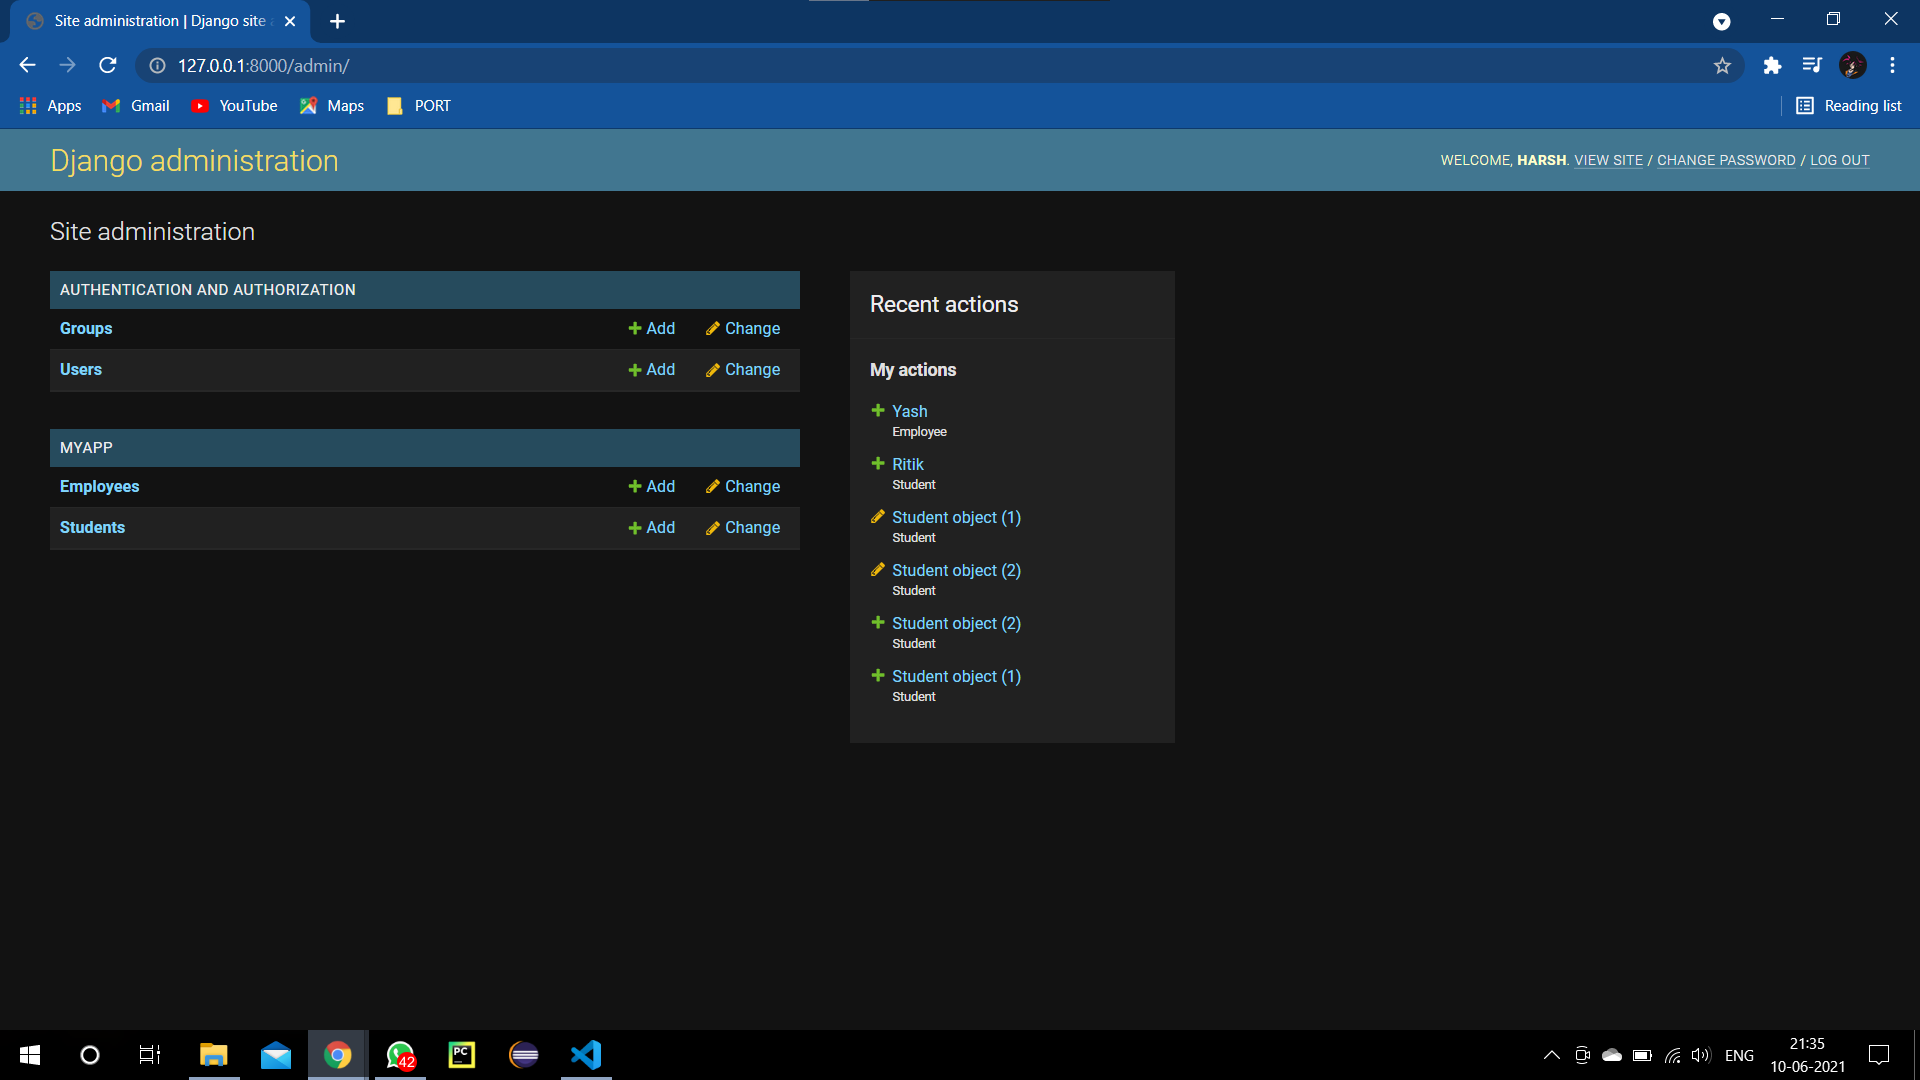 Site administration | Django site a
127.0.0.1:8000/admin/
Apps Gmail YouTube Maps PORT Reading list
Django administration
WELCOME, HARSH. VIEW SITE / CHANGE PASSWORD / LOG OUT
Site administration
AUTHENTICATION AND AUTHORIZATION
Groups Add Change
Users Add Change
MYAPP
Employees Add Change
Students Add Change
Recent actions
My actions
Yash
Employee
Ritik
Student
Student object (1)
Student
Student object (2)
Student
Student object (2)
Student
Student object (1)
Student
42
PC
ENG
21:35
10-06-2021